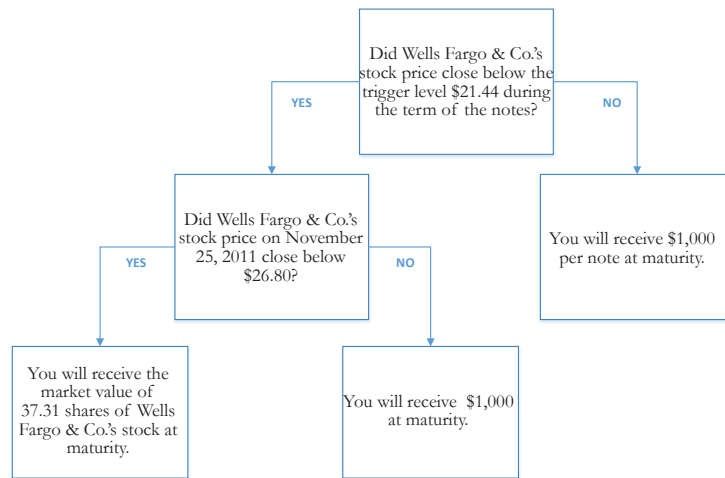 Did Wells Fargo & Co.'s
stock price close below the
trigger level $21.44 during
the term of the notes?
YES
NO
Did Wells Fargo & Co.'s
stock price on November
25, 2011 close below
$26.80?
You will receive $1,000
per note at maturity.
YES
NO
You will receive the
market value of
37.31 shares of Wells
Fargo & Co.'s stock at
maturity.
You will receive $1,000
at maturity.